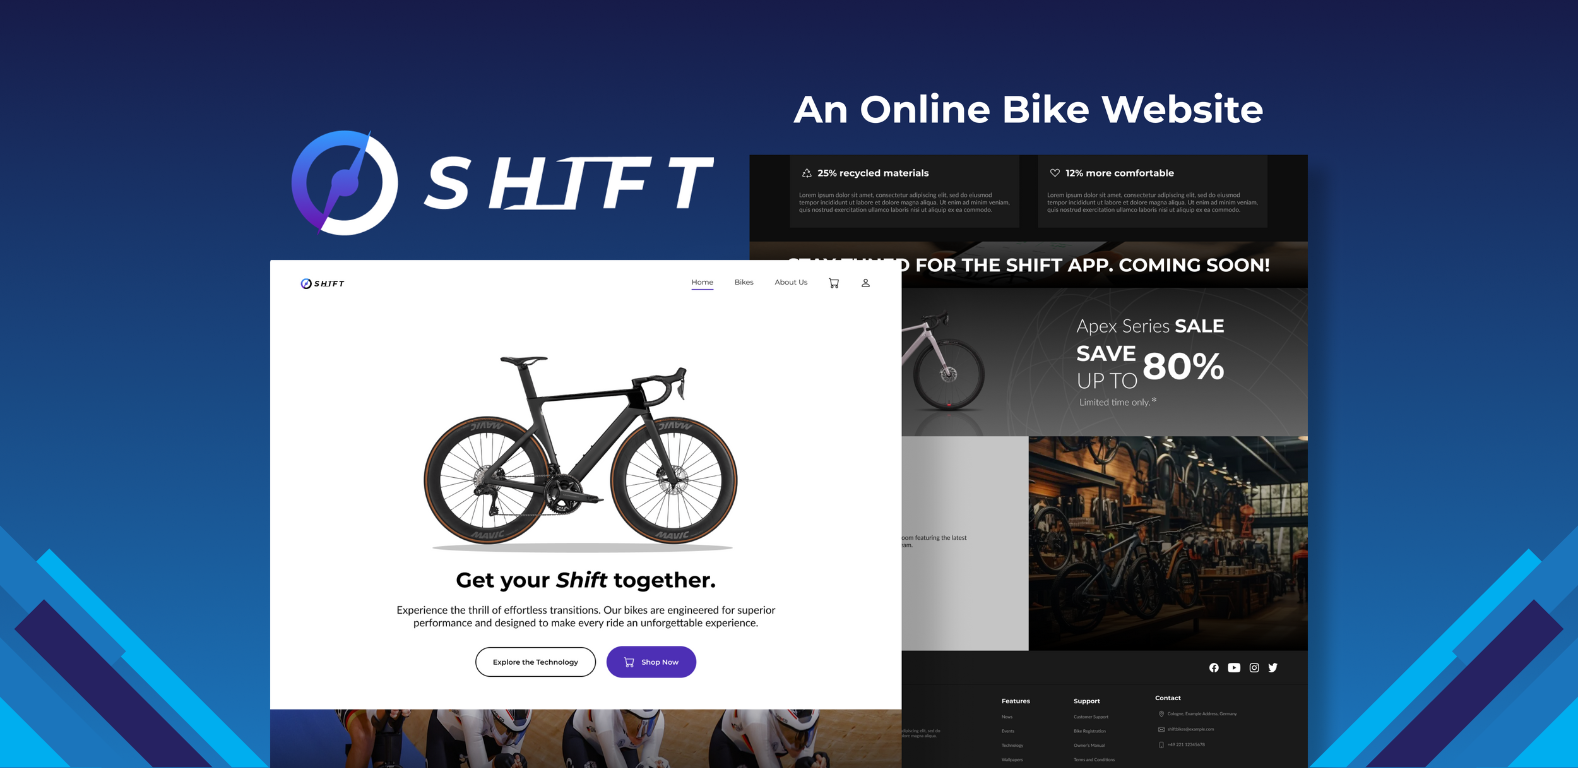 An Online Bike Website
SHIFT
25% recycled materials
Lorem ipsum dolor sit amet, consectetur adipiscing elit, sed do eiusmod
tempor incididunt ut labore et dolore magna aliqua. Ut enim ad minim veniam,
quis nostrud exercitation ullamco laboris nisi ut aliquip ex ea commodo.
12% more comfortable
Lorem ipsum dolor sit amet, consectetur adipiscing elit, sed do eiusmod
tempor incididunt ut labore et dolore magna aliqua. Ut enim ad minim veniam,
quis nostrud exercitation ullamco laboris nisi ut aliquip ex ea commodo.
FOR THE SHIFT APP. COMING SOON!
SHIFT
Home
Bikes
About Us
Apex Series SALE
SAVE
UP TO
80%
Limited time only.*
MAVIC
MAVIC
MAVIC
MAVIC
featuring the latest
Get your Shift together.
Experience the thrill of effortless transitions. Our bikes are engineered for superior
performance and designed to make every ride an unforgettable experience.
Explore the Technology
Shop Now
Features
News
Events
Technology
Wallpapers
Support
Customer Support
Bike Registration
Owner's Manual
Terms and Conditions
Contact
Cologne, Example Address, Germany
adipiscing elit, sed do
magna aliqua.